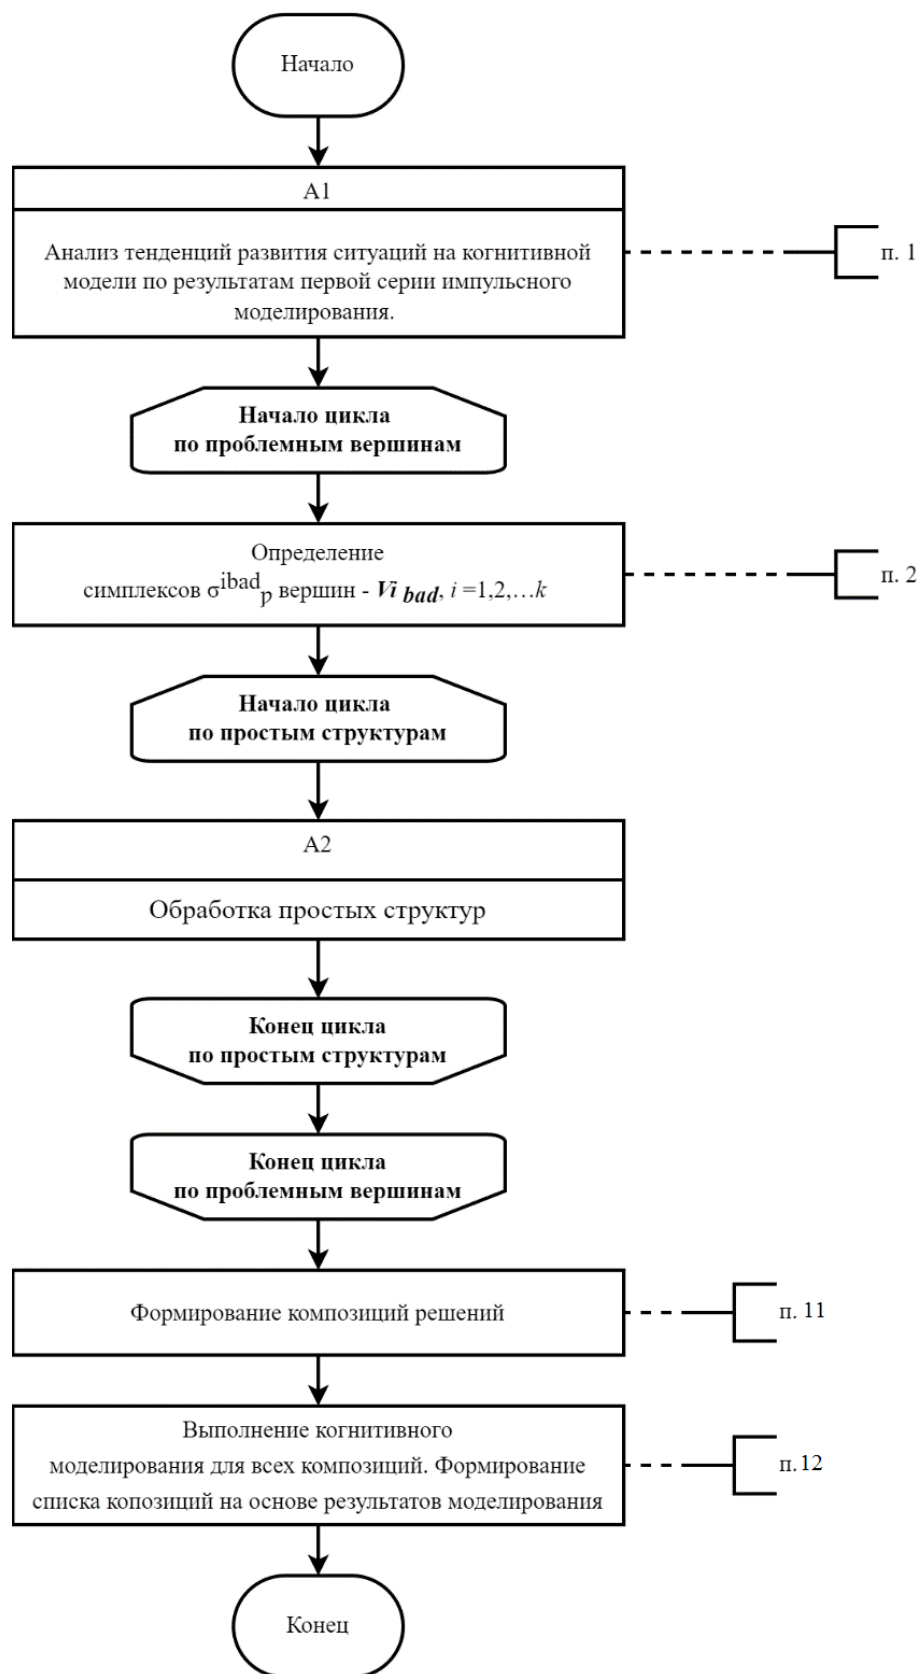 Начало
А1
Анализ тенденций развития ситуаций на когнитивной
модели по результатам первой серии импульсного
моделирования.
п. 1
Начало цикла
по проблемным вершинам
Определение
симплексов σ^ibad_p вершин - Vi bad, i =1,2,…k
п. 2
Начало цикла
по простым структурам
А2
Обработка простых структур
Конец цикла
по простым структурам
Конец цикла
по проблемным вершинам
Формирование композиций решений
п. 11
Выполнение когнитивного
моделирования для всех композиций. Формирование
списка копозиций на основе результатов моделирования
п.12
Конец